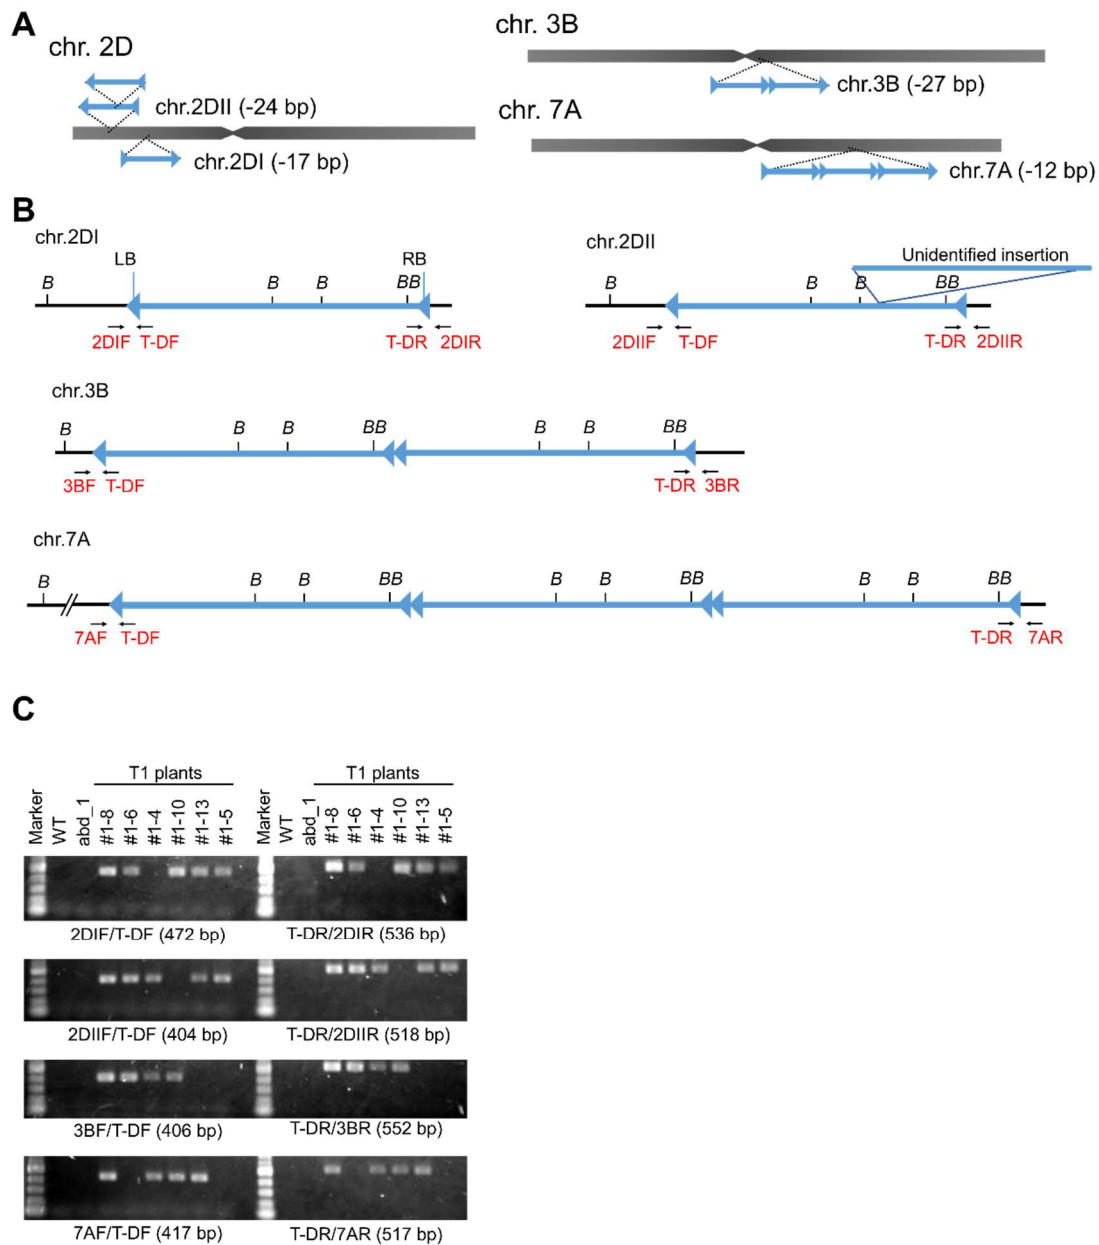 A
chr. 2D
chr.2DII (-24 bp)
chr.2DI (-17 bp)
chr. 3B
chr.3B (-27 bp)
chr. 7A
chr.7A (-12 bp)
B
chr.2DI
LB RB
B B B BB
2DIF T-DF T-DR 2DIR
chr.2DII
Unidentified insertion
B B B BB
2DIIF T-DF T-DR 2DIIR
chr.3B
B B B BB B B BB
3BF T-DF T-DR 3BR
chr.7A
B B B BB B B BB B B BB
7AF T-DF T-DR 7AR
C
T1 plants T1 plants
Marker WT abd_1 #1-8 #1-6 #1-4 #1-10 #1-13 #1-5 Marker WT abd_1 #1-8 #1-6 #1-4 #1-10 #1-13 #1-5
2DIF/T-DF (472 bp) T-DR/2DIR (536 bp)
2DIIF/T-DF (404 bp) T-DR/2DIIR (518 bp)
3BF/T-DF (406 bp) T-DR/3BR (552 bp)
7AF/T-DF (417 bp) T-DR/7AR (517 bp)